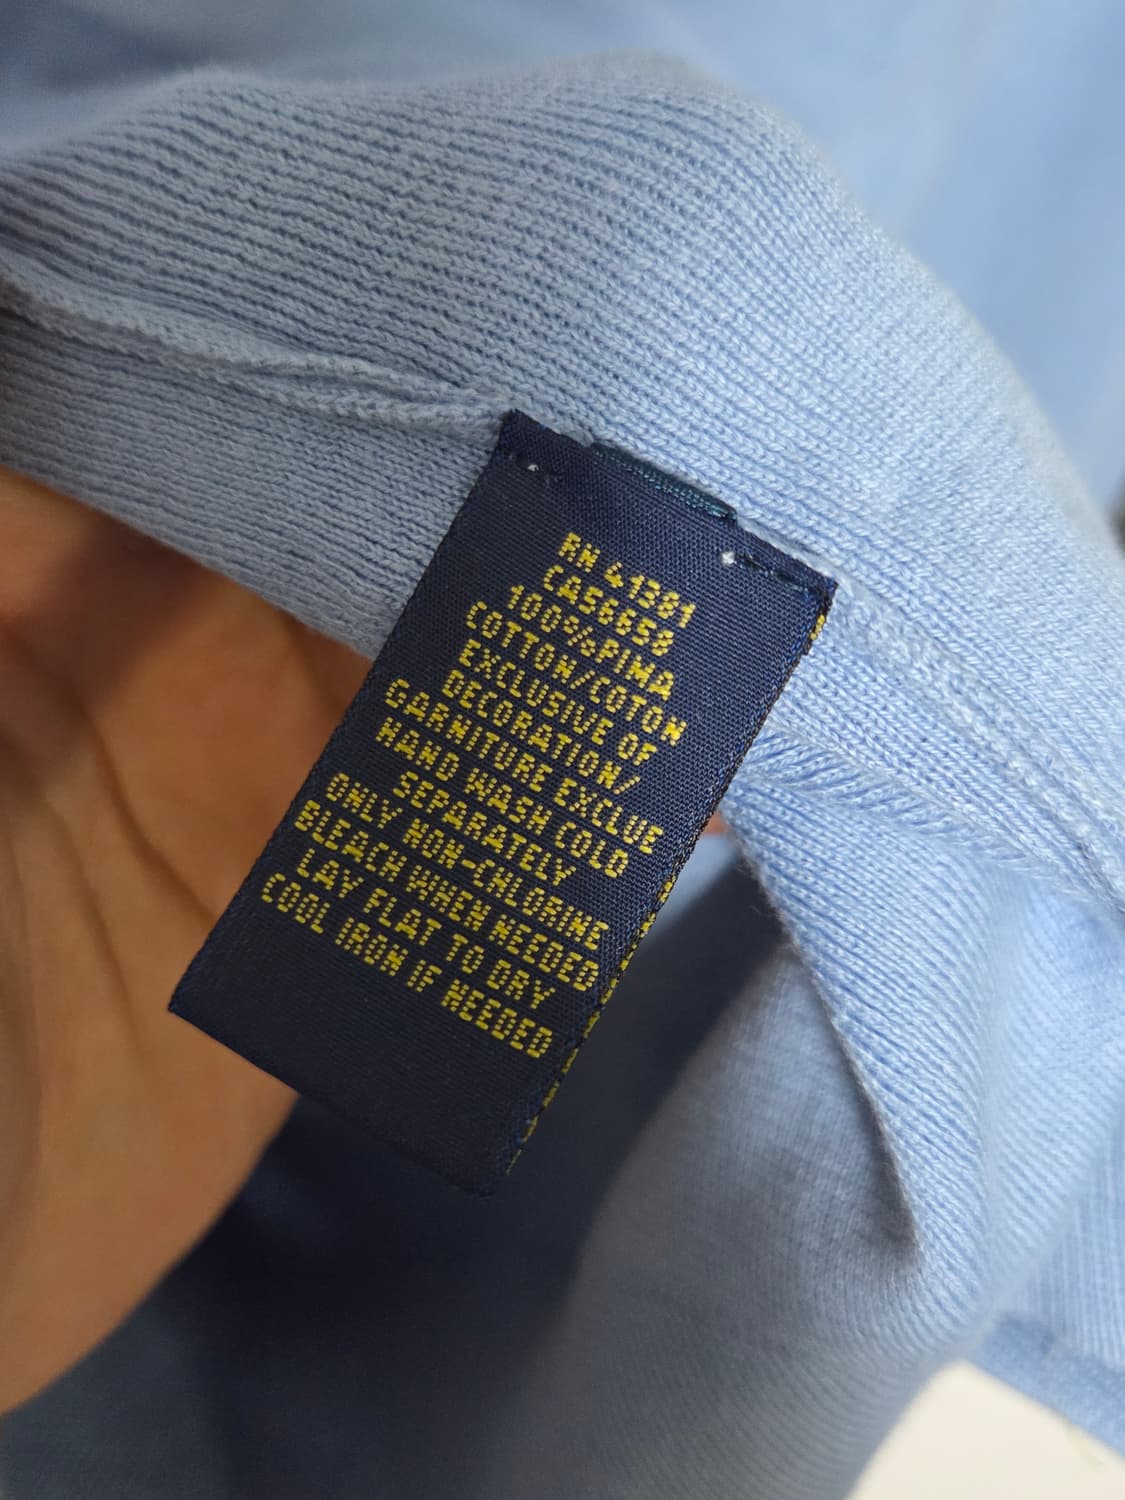 RN 41381
CA56658
100%PIMA
COTTON/COTON
EXCLUSIVE OF
DECORATION/
GARNITURE EXCLUE
HAND WASH COLD
SEPARATELY
ONLY NON-CHLORINE
BLEACH WHEN NEEDED
LAY FLAT TO DRY
COOL IRON IF NEEDED